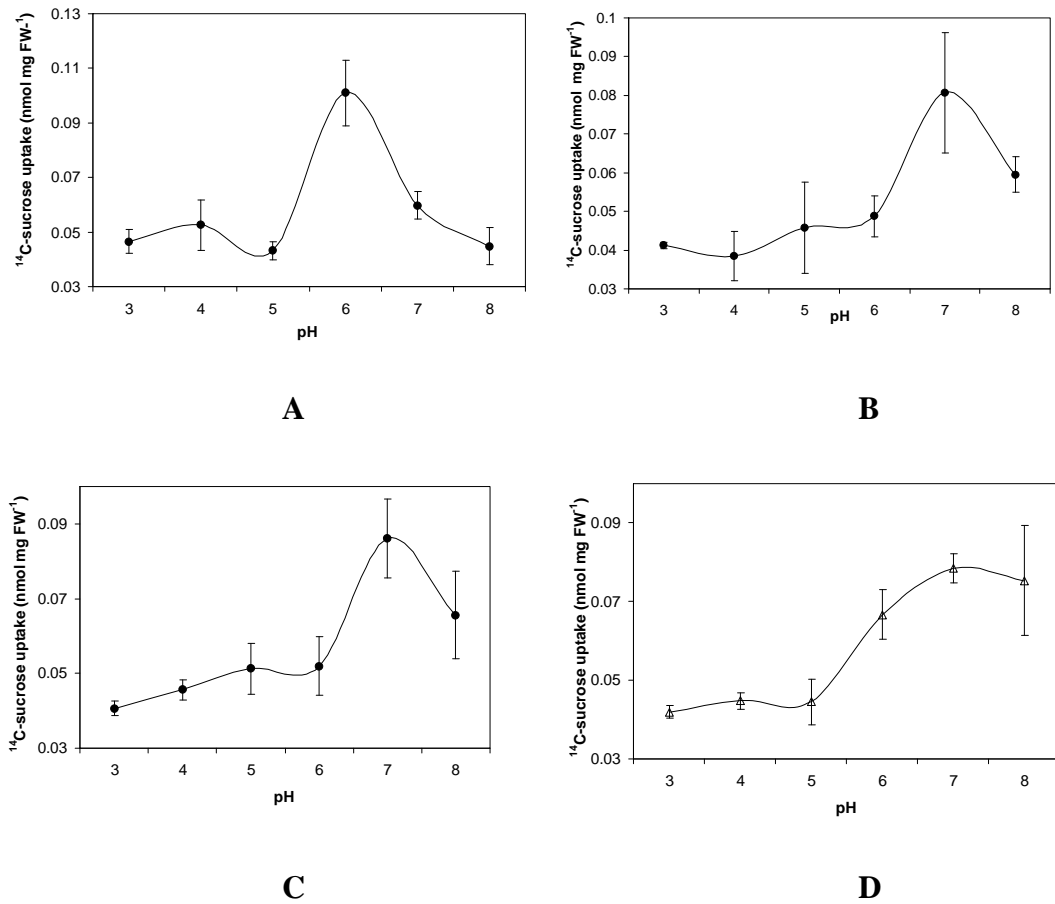 0.13
0.11
0.09
0.07
0.05
0.03
3 4 5 6 7 8
pH
¹⁴C-sucrose uptake (nmol mg FW-¹)
A
0.1
0.09
0.08
0.07
0.06
0.05
0.04
0.03
3 4 5 6 7 8
pH
¹⁴C-sucrose uptake (nmol mg FW⁻¹)
B
0.09
0.07
0.05
0.03
3 4 5 6 7 8
pH
¹⁴C-sucrose uptake (nmol mg FW⁻¹)
C
0.09
0.07
0.05
0.03
3 4 5 6 7 8
pH
¹⁴C-sucrose uptake (nmol mg FW⁻¹)
D